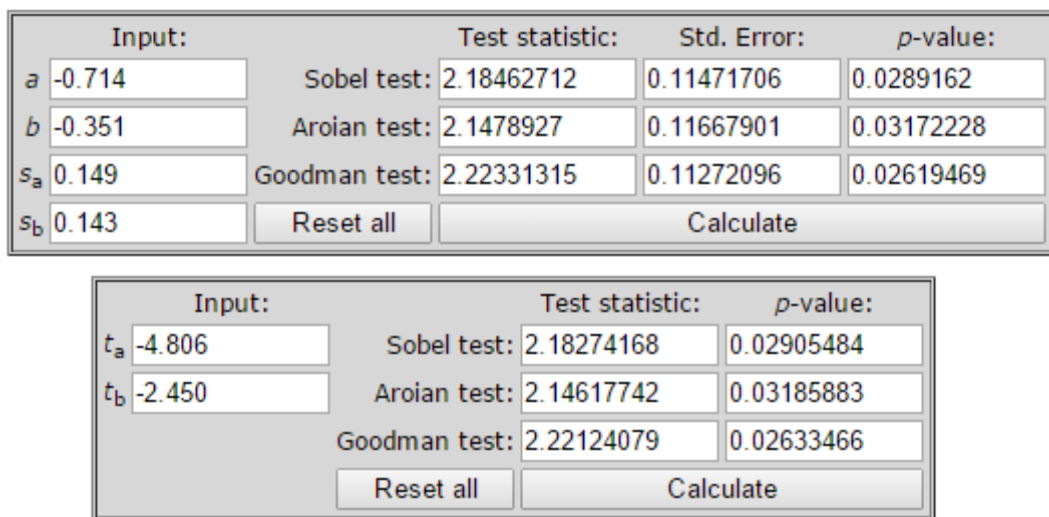 Input: Test statistic: Std. Error: p-value:
a -0.714 Sobel test: 2.18462712 0.11471706 0.0289162
b -0.351 Aroian test: 2.1478927 0.11667901 0.03172228
sa 0.149 Goodman test: 2.22331315 0.11272096 0.02619469
sb 0.143 Reset all Calculate
Input: Test statistic: p-value:
ta -4.806 Sobel test: 2.18274168 0.02905484
tb -2.450 Aroian test: 2.14617742 0.03185883
Goodman test: 2.22124079 0.02633466
Reset all Calculate